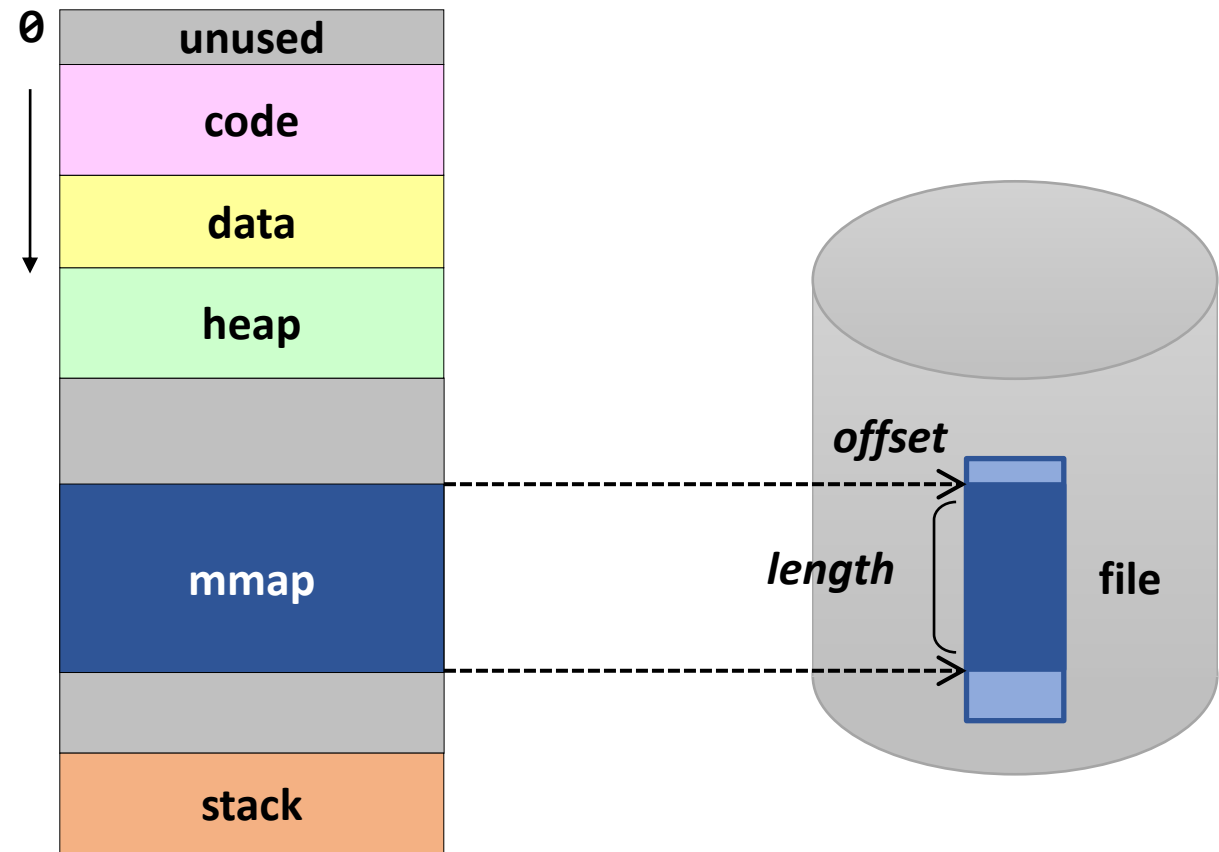 0
unused
code
data
heap
offset
mmap
length
file
stack